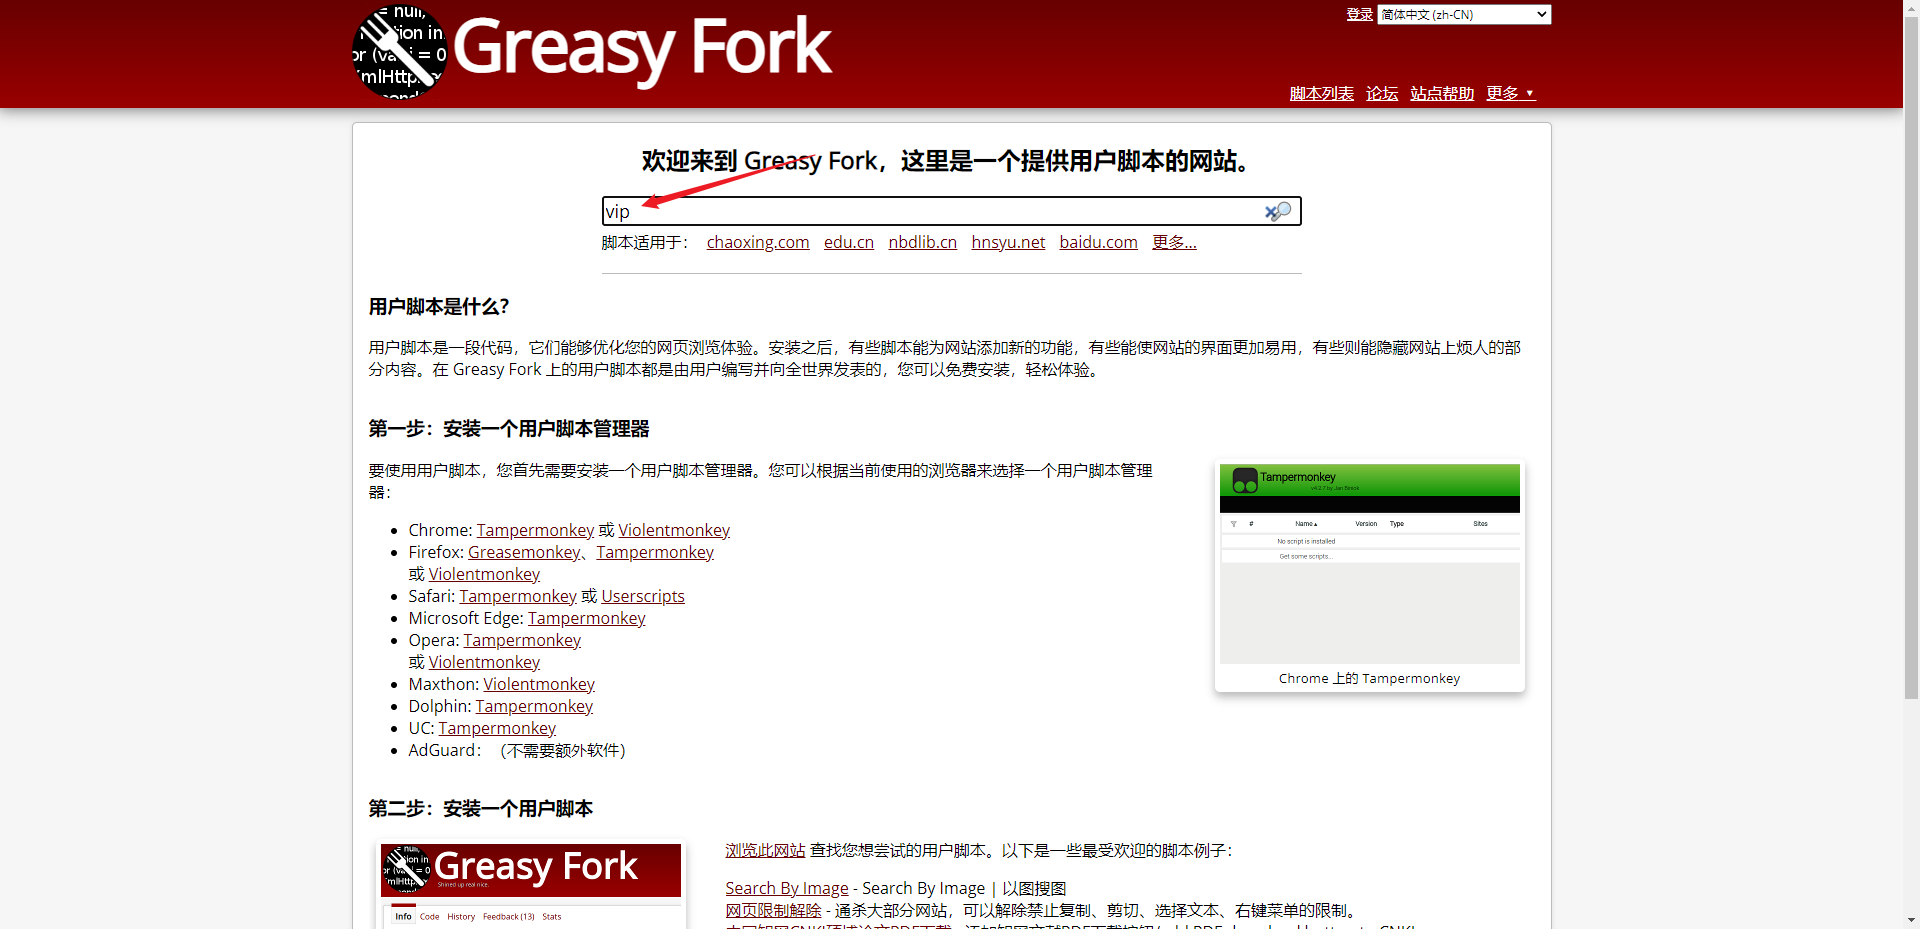 = null,
tion in
or (va i = 0
XmlHttp
Greasy Fork
登录 简体中文 (zh-CN)
脚本列表 论坛 站点帮助 更多 ▼
欢迎来到 Greasy Fork，这里是一个提供用户脚本的网站。
vip
脚本适用于： chaoxing.com edu.cn nbdlib.cn hnsyu.net baidu.com 更多...
用户脚本是什么？
用户脚本是一段代码，它们能够优化您的网页浏览体验。安装之后，有些脚本能为网站添加新的功能，有些能使网站的界面更加易用，有些则能隐藏网站上烦人的部
分内容。在 Greasy Fork 上的用户脚本都是由用户编写并向全世界发表的，您可以免费安装，轻松体验。
第一步：安装一个用户脚本管理器
要使用用户脚本，您首先需要安装一个用户脚本管理器。您可以根据当前使用的浏览器来选择一个用户脚本管理
器：
Chrome: Tampermonkey 或 Violentmonkey
Firefox: Greasemonkey、Tampermonkey
或 Violentmonkey
Safari: Tampermonkey 或 Userscripts
Microsoft Edge: Tampermonkey
Opera: Tampermonkey
或 Violentmonkey
Maxthon: Violentmonkey
Dolphin: Tampermonkey
UC: Tampermonkey
AdGuard： （不需要额外软件）
Tampermonkey
v4.2.7 by Jan Biniok
# Name Version Type Sites
No script is installed
Get some scripts...
Chrome 上的 Tampermonkey
第二步：安装一个用户脚本
Greasy Fork
Shined up real nice.
Info Code History Feedback (13) Stats
浏览此网站 查找您想尝试的用户脚本。以下是一些最受欢迎的脚本例子：
Search By Image - Search By Image | 以图搜图
网页限制解除 - 通杀大部分网站，可以解除禁止复制、剪切、选择文本、右键菜单的限制。